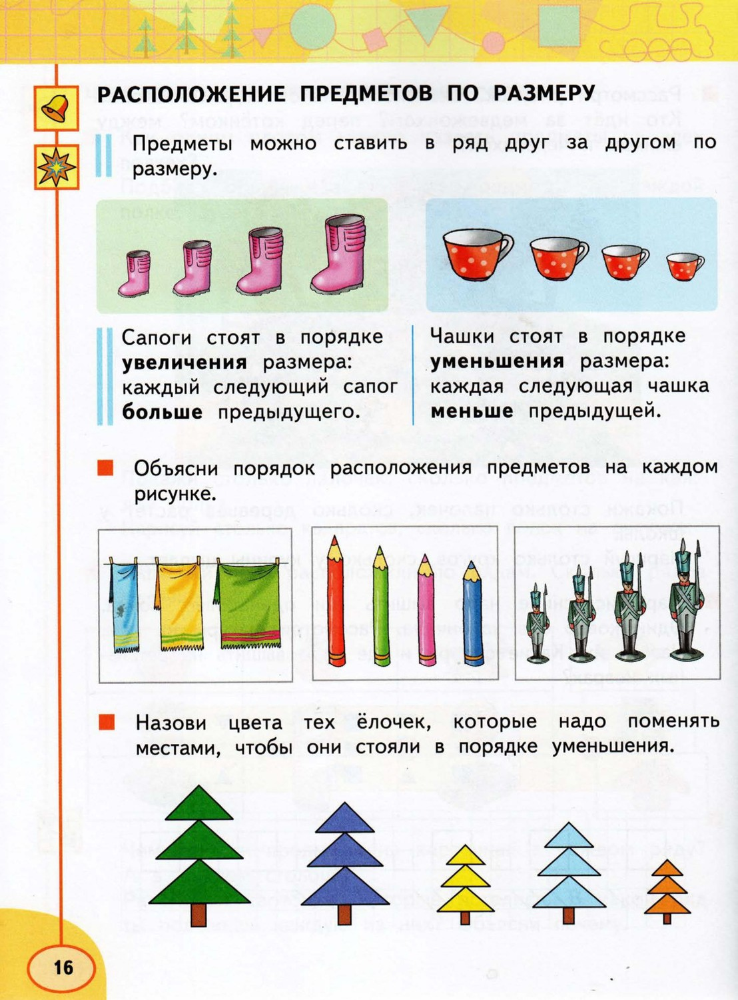 РАСПОЛОЖЕНИЕ ПРЕДМЕТОВ ПО РАЗМЕРУ
Предметы можно ставить в ряд друг за другом по
размеру.
Сапоги стоят в порядке
увеличения размера:
каждый следующий сапог
больше предыдущего.
Чашки стоят в порядке
уменьшения размера:
каждая следующая чашка
меньше предыдущей.
Объясни порядок расположения предметов на каждом
рисунке.
Назови цвета тех ёлочек, которые надо поменять
местами, чтобы они стояли в порядке уменьшения.
16